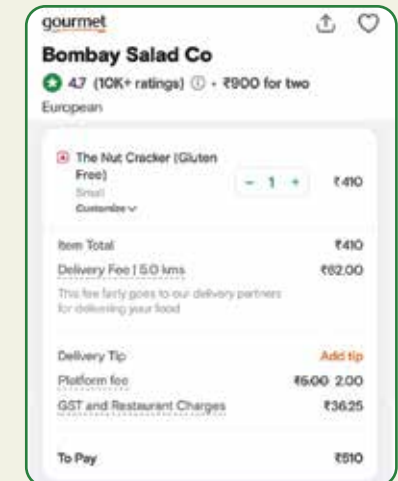 gourmet
Bombay Salad Co
4.7 (10K+ ratings) • ₹900 for two
European
The Nut Cracker (Gluten
Free)
Small
Customize
- 1 +
₹410
Item Total ₹410
Delivery Fee | 5.0 kms ₹62.00
This fee fairly goes to our delivery partners
for delivering your food
Delivery Tip Add tip
Platform fee ₹6.00 2.00
GST and Restaurant Charges ₹36.25
To Pay ₹510